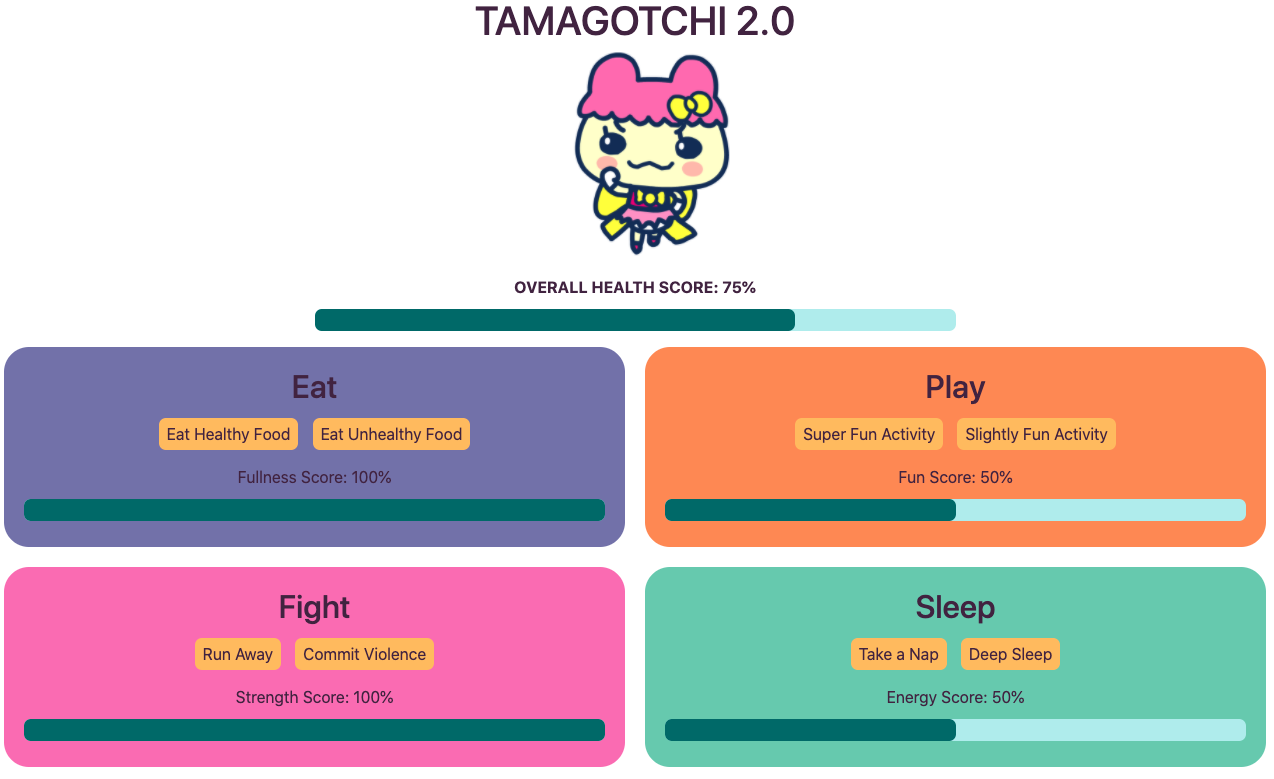 TAMAGOTCHI 2.0
OVERALL HEALTH SCORE: 75%
Eat
Eat Healthy Food
Eat Unhealthy Food
Fullness Score: 100%
Play
Super Fun Activity
Slightly Fun Activity
Fun Score: 50%
Fight
Run Away
Commit Violence
Strength Score: 100%
Sleep
Take a Nap
Deep Sleep
Energy Score: 50%